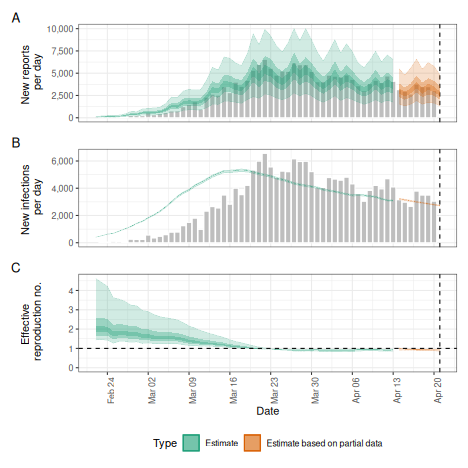 A
New reports
per day
10,000
7,500
5,000
2,500
0
B
New infections
per day
6,000
4,000
2,000
0
C
Effective
reproduction no.
4
3
2
1
0
Feb 24
Mar 02
Mar 09
Mar 16
Mar 23
Mar 30
Apr 06
Apr 13
Apr 20
Date
Type Estimate Estimate based on partial data